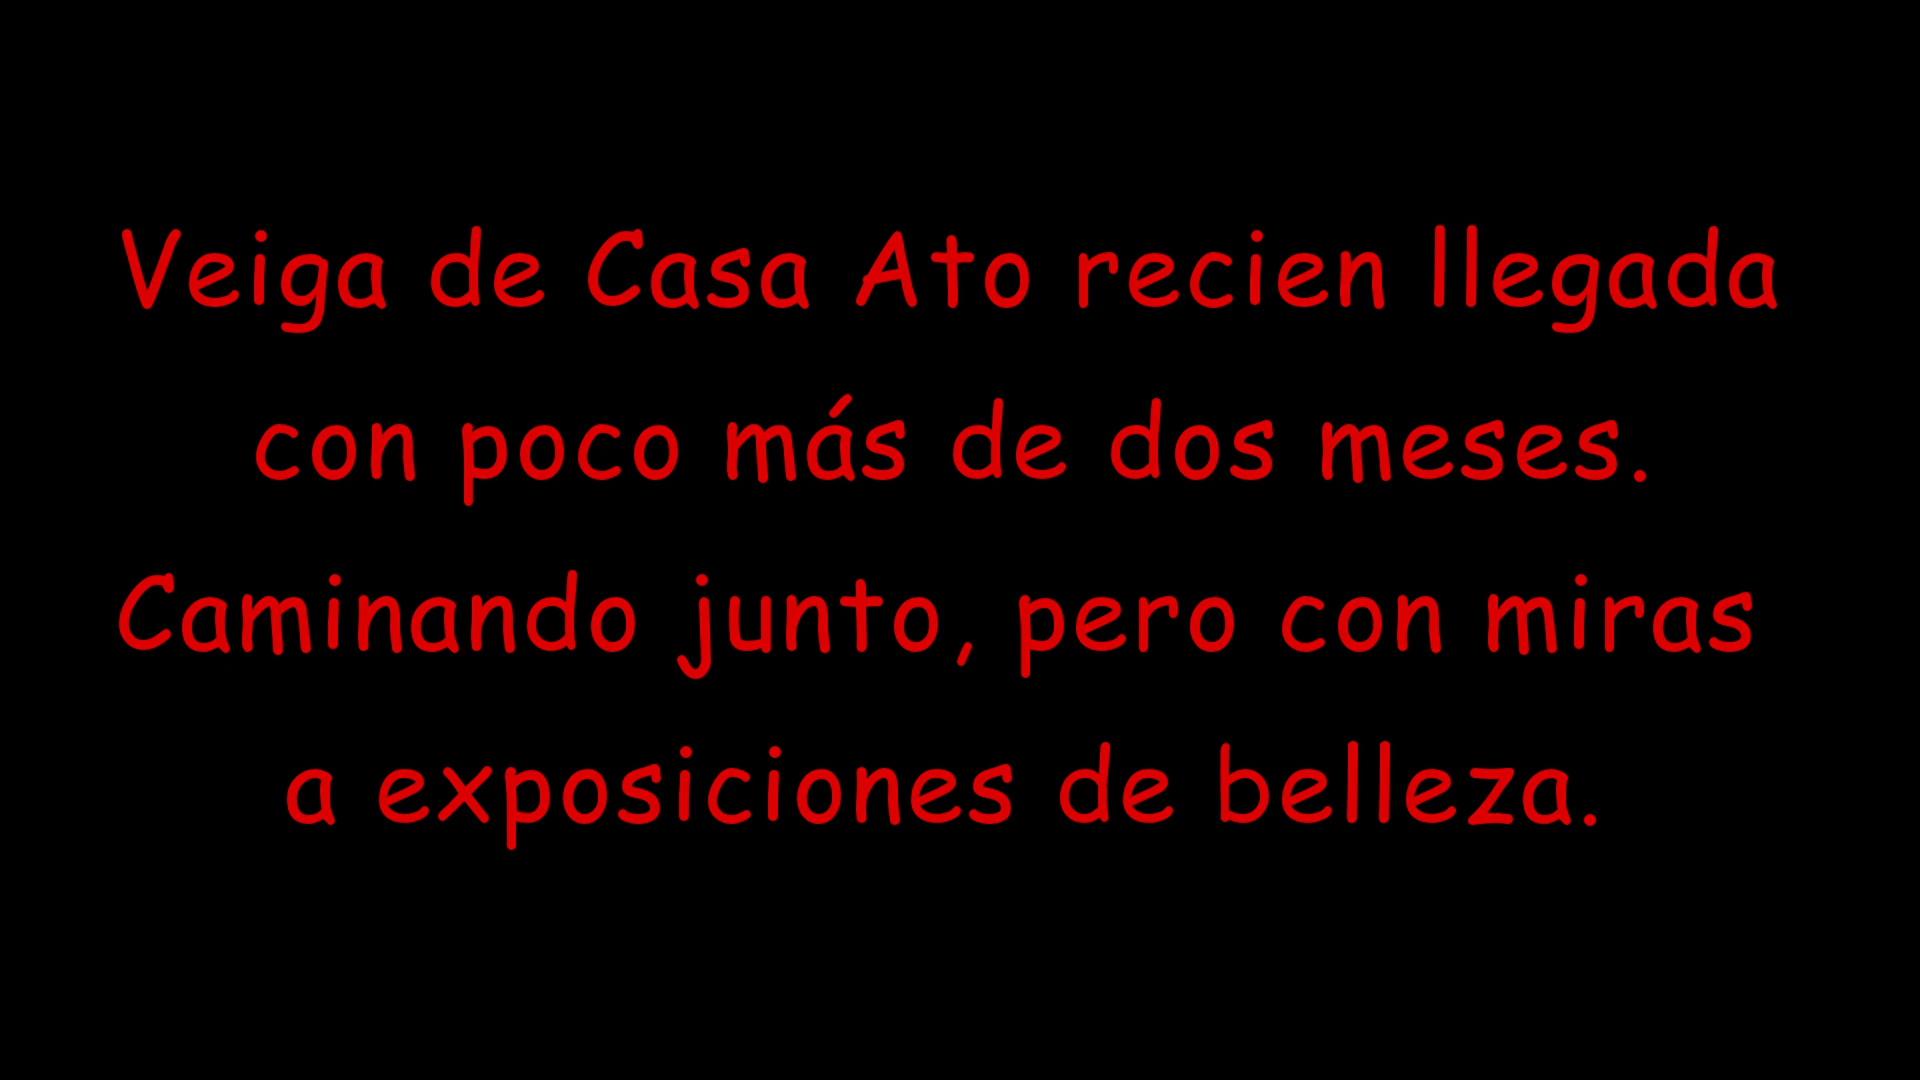 Veiga de Casa Ato recien llegada
con poco más de dos meses.
Caminando junto, pero con miras
a exposiciones de belleza.